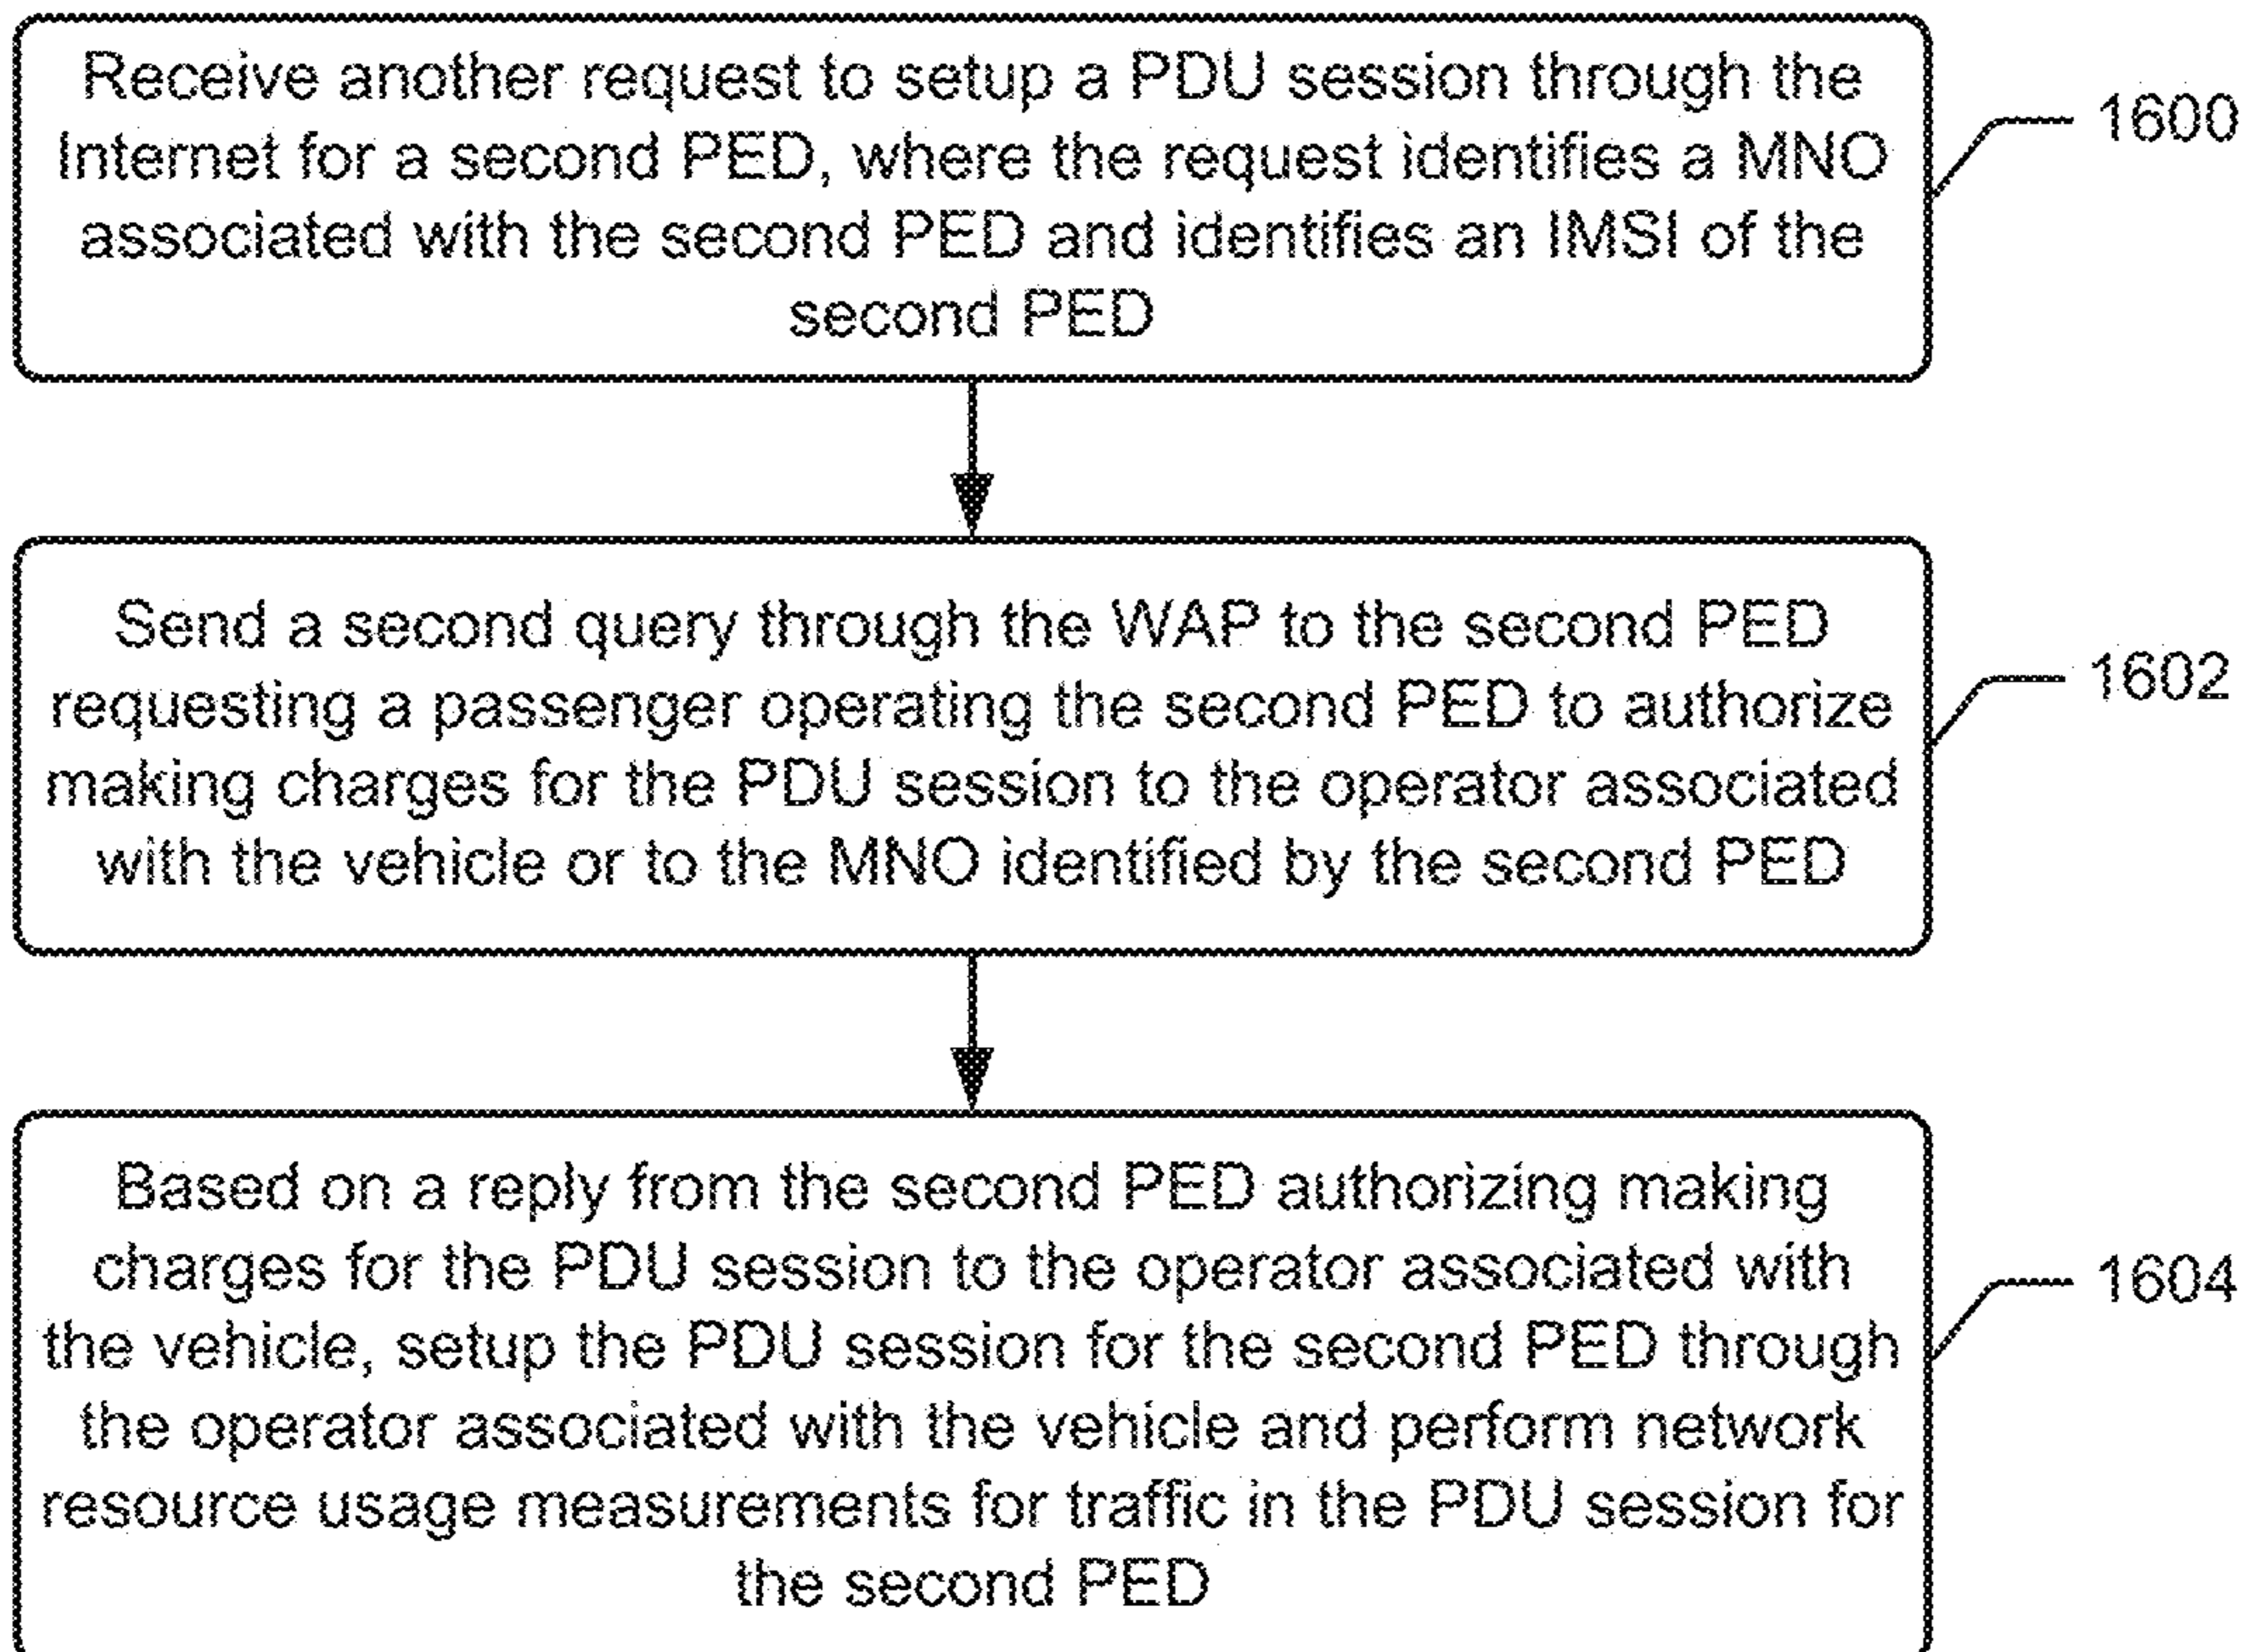 Receive another request to setup a PDU session through the
Internet for a second PED, where the request identifies a MNO
associated with the second PED and identifies an IMSI of the
second PED
1600
Send a second query through the WAP to the second PED
requesting a passenger operating the second PED to authorize
making charges for the PDU session to the operator associated
with the vehicle or to the MNO identified by the second PED
1602
Based on a reply from the second PED authorizing making
charges for the PDU session to the operator associated with
the vehicle, setup the PDU session for the second PED through
the operator associated with the vehicle and perform network
resource usage measurements for traffic in the PDU session for
the second PED
1604